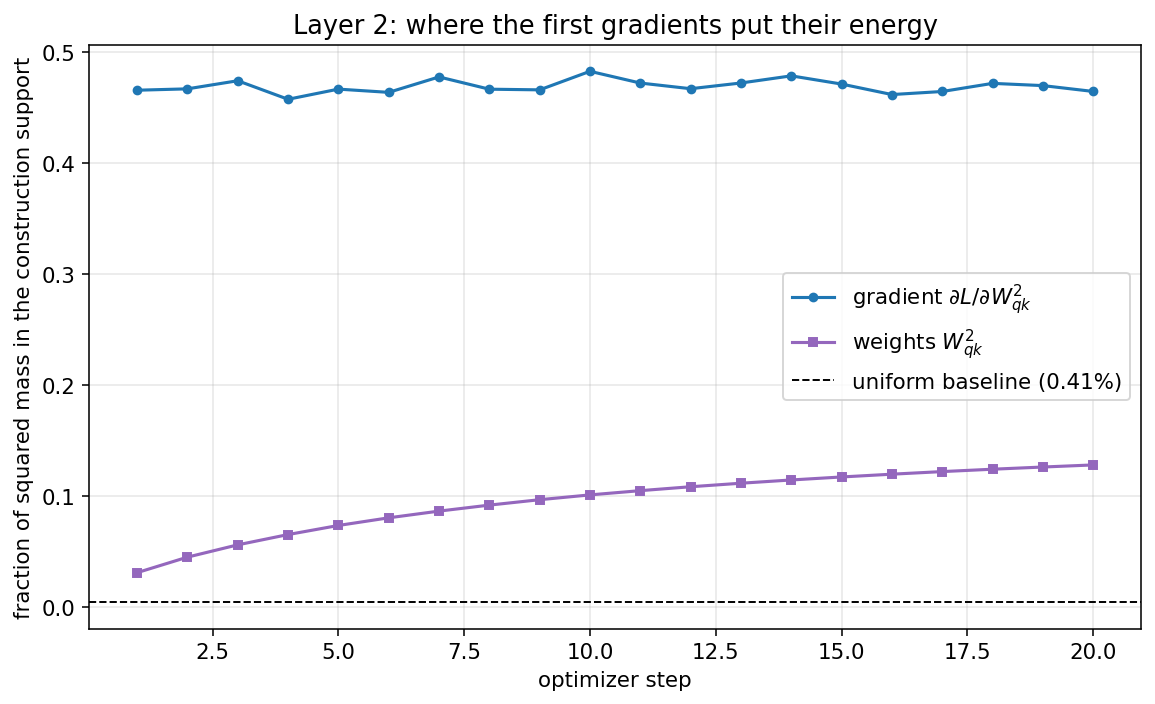 Layer 2: where the first gradients put their energy
fraction of squared mass in the construction support
0.5
0.4
0.3
0.2
0.1
0.0
gradient ∂L/∂W²_qk
weights W²_qk
uniform baseline (0.41%)
2.5 5.0 7.5 10.0 12.5 15.0 17.5 20.0
optimizer step